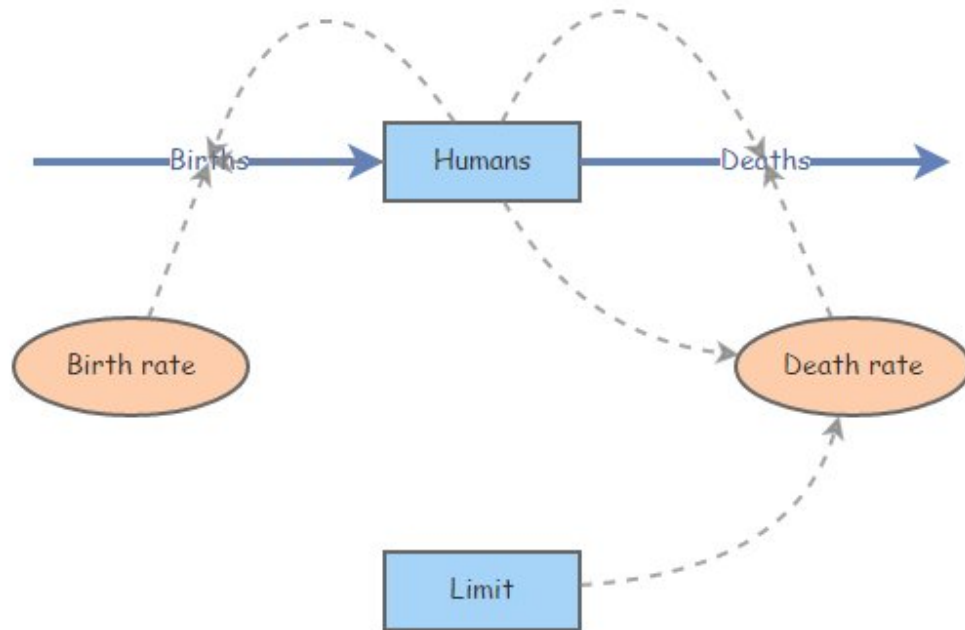 Births
Humans
Deaths
Birth rate
Death rate
Limit